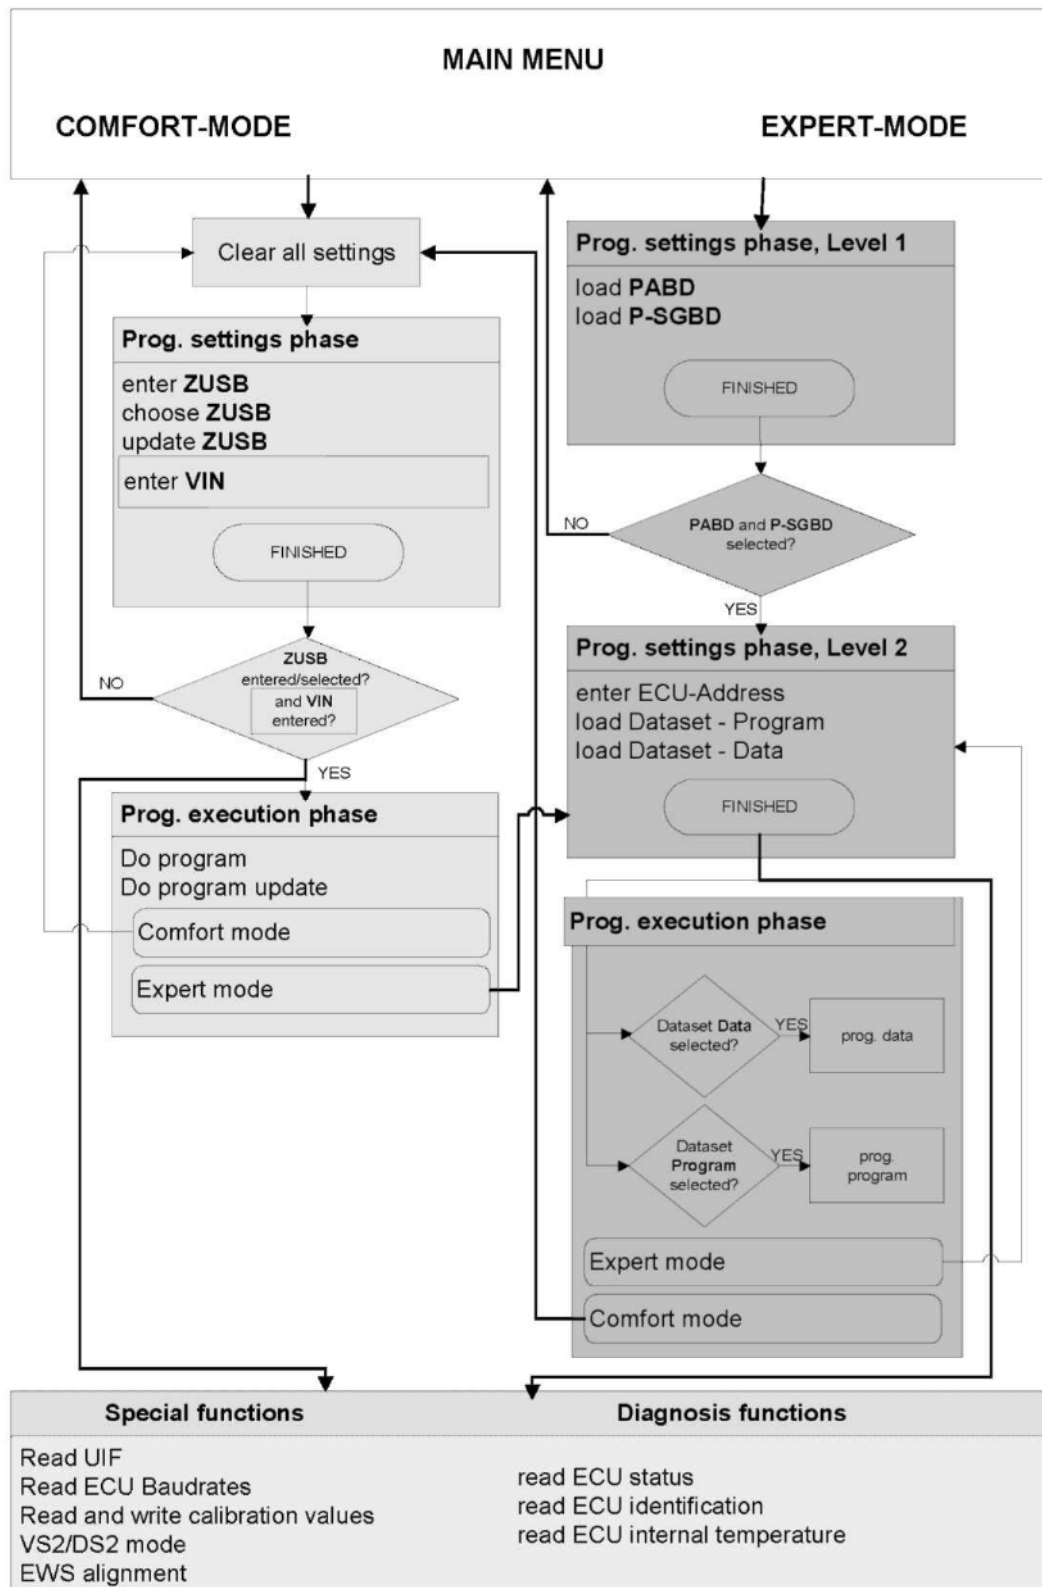 MAIN MENU
COMFORT-MODE
EXPERT-MODE
Clear all settings
Prog. settings phase
enter ZUSB
choose ZUSB
update ZUSB
enter VIN
FINISHED
ZUSB
entered/selected?
and VIN
entered?
NO
YES
Prog. execution phase
Do program
Do program update
Comfort mode
Expert mode
Prog. settings phase, Level 1
load PABD
load P-SGBD
FINISHED
PABD and P-SGBD
selected?
NO
YES
Prog. settings phase, Level 2
enter ECU-Address
load Dataset - Program
load Dataset - Data
FINISHED
Prog. execution phase
Dataset Data
selected?
YES
prog. data
Dataset
Program
selected?
YES
prog.
program
Expert mode
Comfort mode
Special functions
Read UIF
Read ECU Baudrates
Read and write calibration values
VS2/DS2 mode
EWS alignment
Diagnosis functions
read ECU status
read ECU identification
read ECU internal temperature